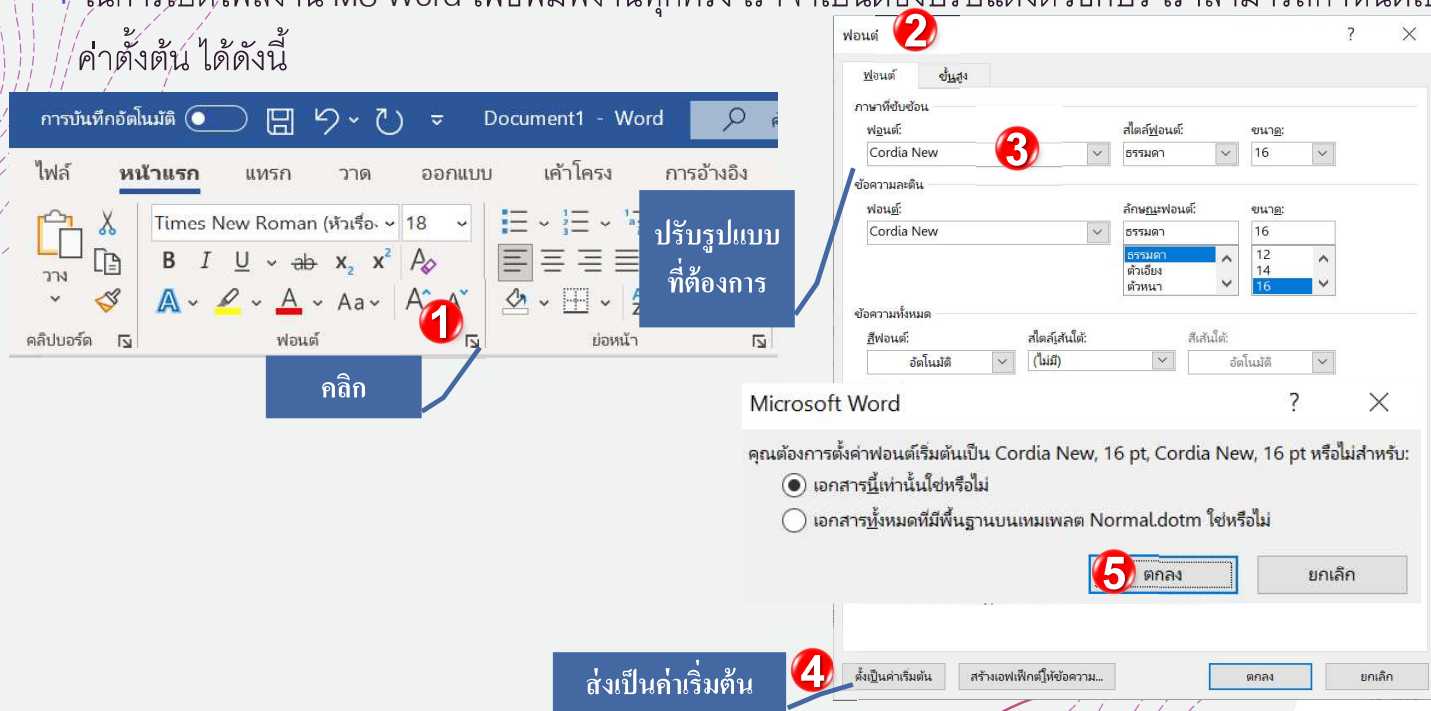 ค่าตั้งต้น ได้ดังนี้
การบันทึกอัตโนมัติ
Document1 - Word
ไฟล์ หน้าแรก แทรก วาด ออกแบบ เค้าโครง การอ้างอิง
Times New Roman (หัวเรื่อ 18
B I U ab x₂ x² A
วาง
A A Aa A A
1
คลิปบอร์ด ฟอนต์ ย่อหน้า
คลิก
ปรับรูปแบบ
ที่ต้องการ
ฟอนต์ 2 ?
ฟอนต์ ขั้นสูง
ภาษาที่ซับซ้อน
ฟอนต์: สไตล์ฟอนต์: ขนาด:
Cordia New 3 ธรรมดา 16
ข้อความละติน
ฟอนต์: ลักษณะฟอนต์: ขนาด:
Cordia New ธรรมดา 16
ธรรมดา 12
ตัวเอียง 14
ตัวหนา 16
ข้อความทั้งหมด
สีฟอนต์: สไตล์เส้นใต้: สีเส้นใต้:
อัตโนมัติ (ไม่มี) อัตโนมัติ
Microsoft Word ?
คุณต้องการตั้งค่าฟอนต์เริ่มต้นเป็น Cordia New, 16 pt, Cordia New, 16 pt หรือไม่สำหรับ:
เอกสารนี้เท่านั้นใช่หรือไม่
เอกสารทั้งหมดที่มีพื้นฐานบนเทมเพลต Normal.dotm ใช่หรือไม่
5 ตกลง ยกเลิก
ส่งเป็นค่าเริ่มต้น
4 ตั้งเป็นค่าเริ่มต้น สร้างเอฟเฟ็กต์ให้ข้อความ... ตกลง ยกเลิก